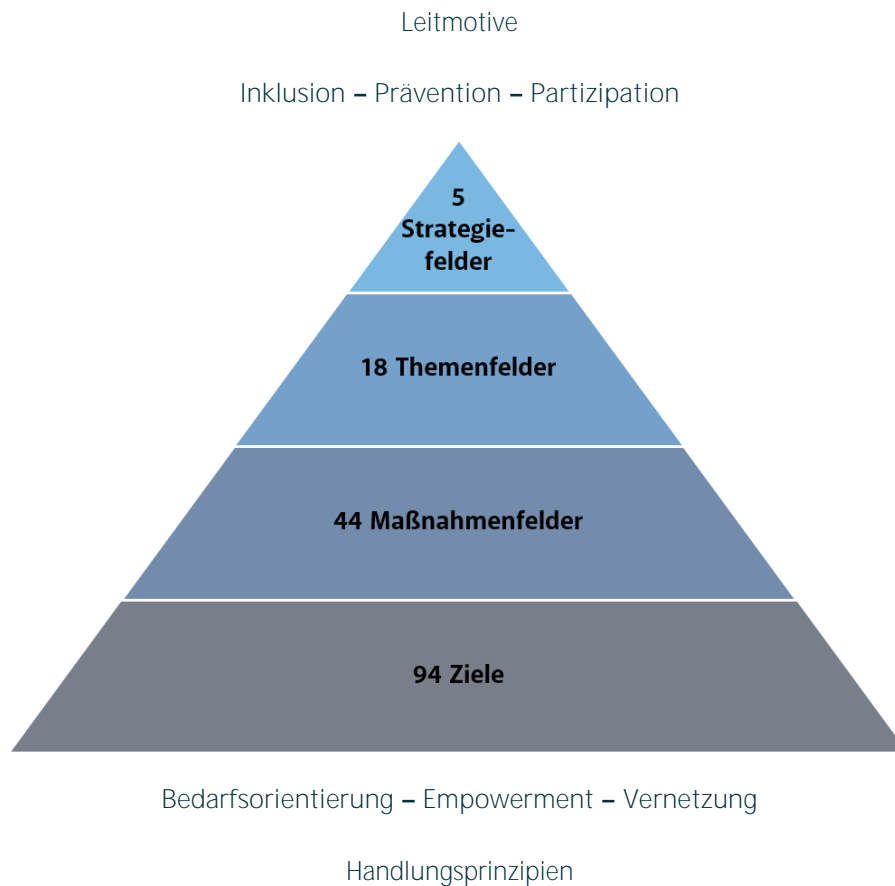 Leitmotive
Inklusion – Prävention – Partizipation
5
Strategie-
felder
18 Themenfelder
44 Maßnahmenfelder
94 Ziele
Bedarfsorientierung – Empowerment – Vernetzung
Handlungsprinzipien